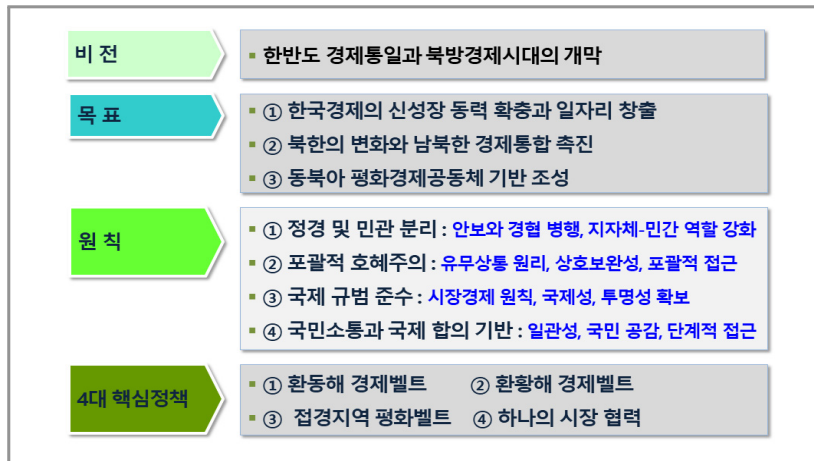 비 전
▪ 한반도 경제통일과 북방경제시대의 개막
목 표
▪ ① 한국경제의 신성장 동력 확충과 일자리 창출
▪ ② 북한의 변화와 남북한 경제통합 촉진
▪ ③ 동북아 평화경제공동체 기반 조성
원 칙
▪ ① 정경 및 민관 분리 : 안보와 경협 병행, 지자체-민간 역할 강화
▪ ② 포괄적 호혜주의 : 유무상통 원리, 상호보완성, 포괄적 접근
▪ ③ 국제 규범 준수 : 시장경제 원칙, 국제성, 투명성 확보
▪ ④ 국민소통과 국제 합의 기반 : 일관성, 국민 공감, 단계적 접근
4대 핵심정책
▪ ① 환동해 경제벨트 ② 환황해 경제벨트
▪ ③ 접경지역 평화벨트 ④ 하나의 시장 협력